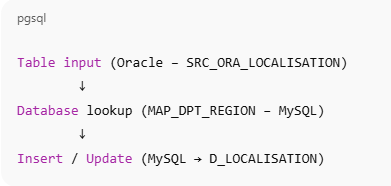 pgsql
Table input (Oracle – SRC_ORA_LOCALISATION)
↓
Database lookup (MAP_DPT_REGION – MySQL)
↓
Insert / Update (MySQL → D_LOCALISATION)